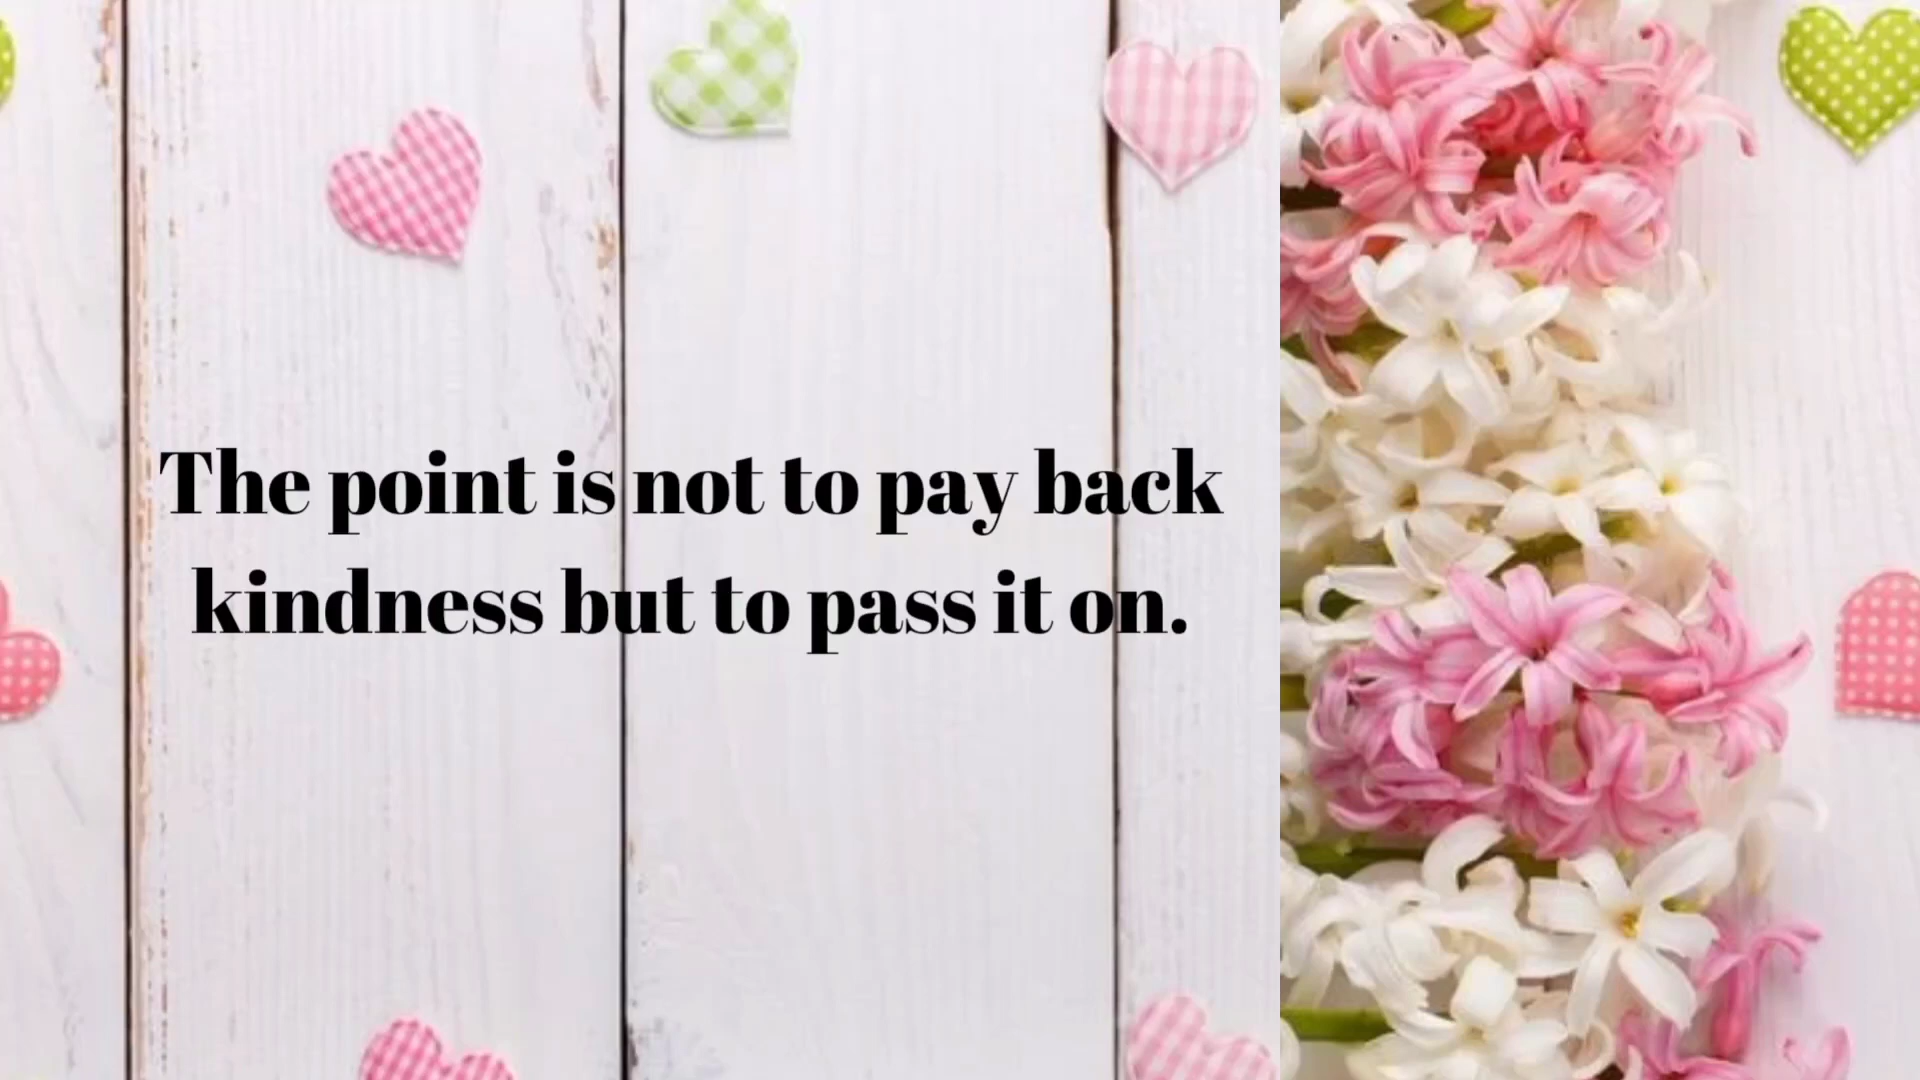 The point is not to pay back
kindness but to pass it on.